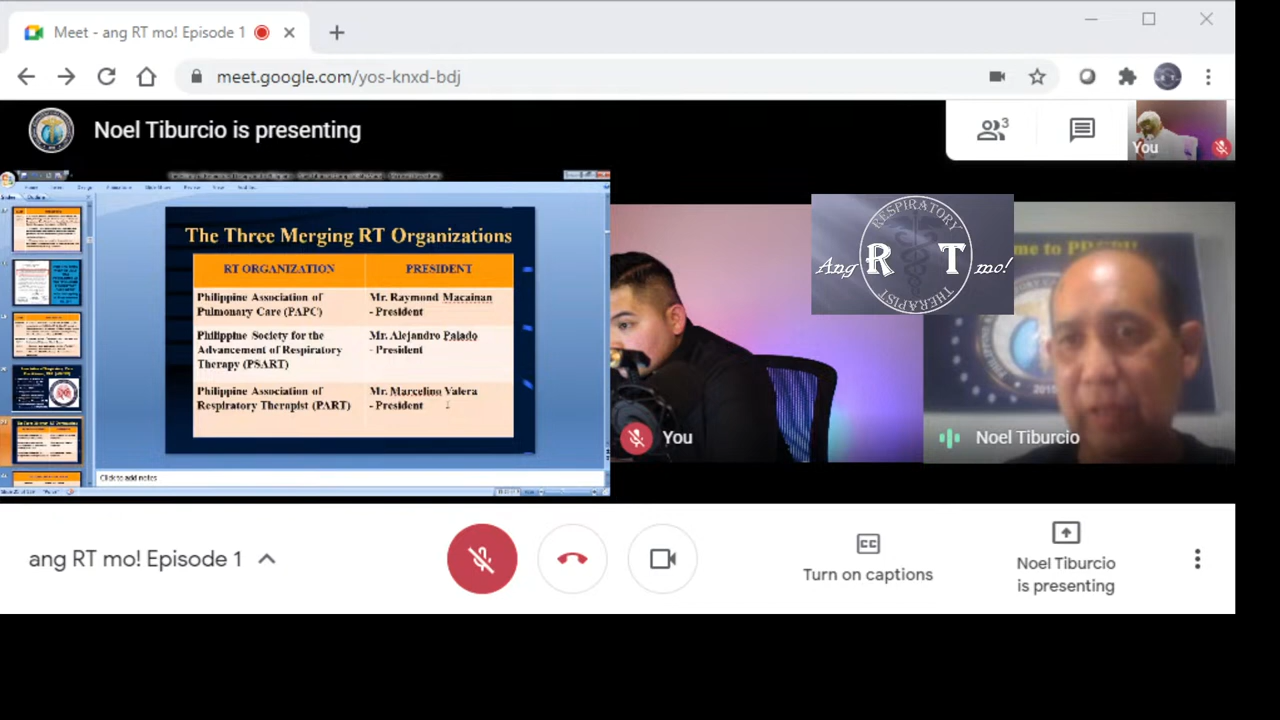 Meet - ang RT mo! Episode 1
meet.google.com/yos-knxd-bdj
Noel Tiburcio is presenting
3
You
The Three Merging RT Organizations
RT ORGANIZATION
PRESIDENT
Philippine Association of
Pulmonary Care (PAPC)
Mr. Raymond Macainan
- President
Philippine Society for the
Advancement of Respiratory
Therapy (PSART)
Mr. Alejandro Palado
- President
Philippine Association of
Respiratory Therapist (PART)
Mr. Marcelino Valera
- President
Click to add notes
RESPIRATORY
Ang R T mo!
THERAPIST
You
Noel Tiburcio
ang RT mo! Episode 1
CC
Turn on captions
Noel Tiburcio
is presenting